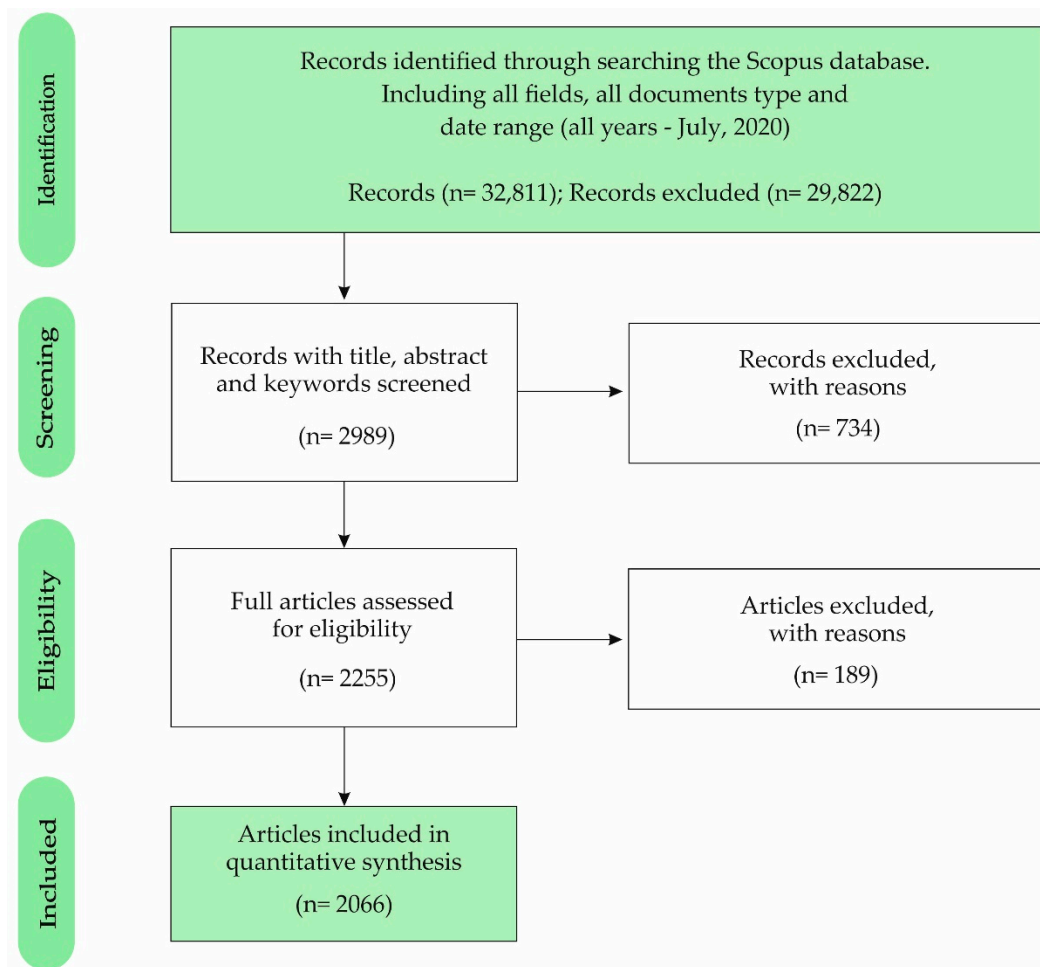 Identification
Records identified through searching the Scopus database.
Including all fields, all documents type and
date range (all years - July, 2020)
Records (n= 32,811); Records excluded (n= 29,822)
Screening
Records with title, abstract
and keywords screened
(n= 2989)
Records excluded,
with reasons
(n= 734)
Eligibility
Full articles assessed
for eligibility
(n= 2255)
Articles excluded,
with reasons
(n= 189)
Included
Articles included in
quantitative synthesis
(n= 2066)